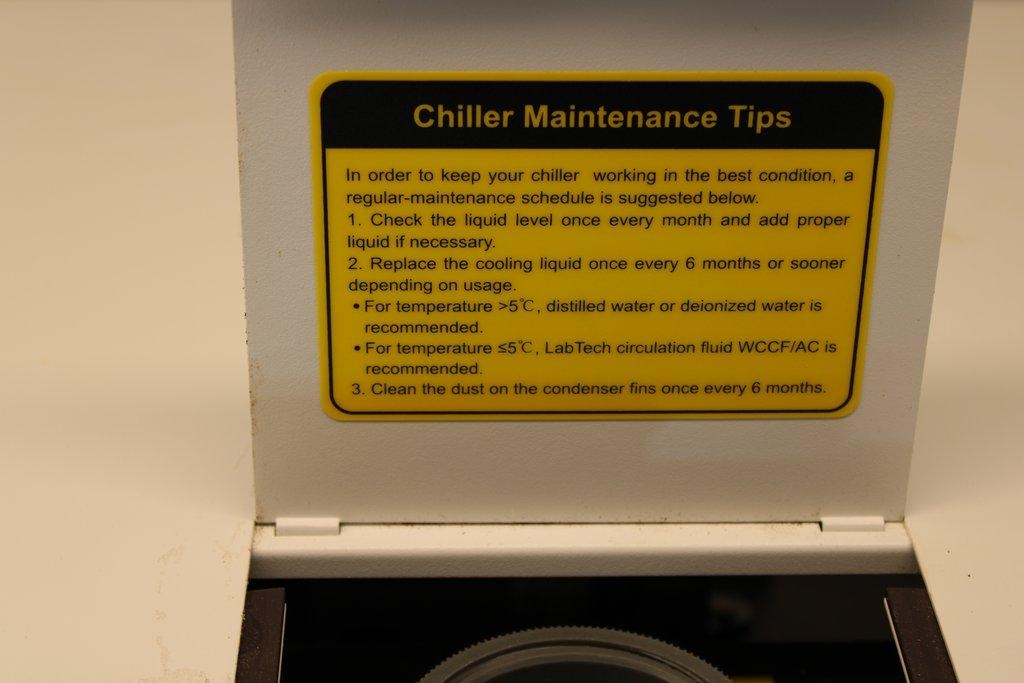 Chiller Maintenance Tips
In order to keep your chiller working in the best condition, a
regular-maintenance schedule is suggested below.
1. Check the liquid level once every month and add proper
liquid if necessary.
2. Replace the cooling liquid once every 6 months or sooner
depending on usage.
• For temperature >5℃, distilled water or deionized water is
recommended.
• For temperature ≤5℃, LabTech circulation fluid WCCF/AC is
recommended.
3. Clean the dust on the condenser fins once every 6 months.